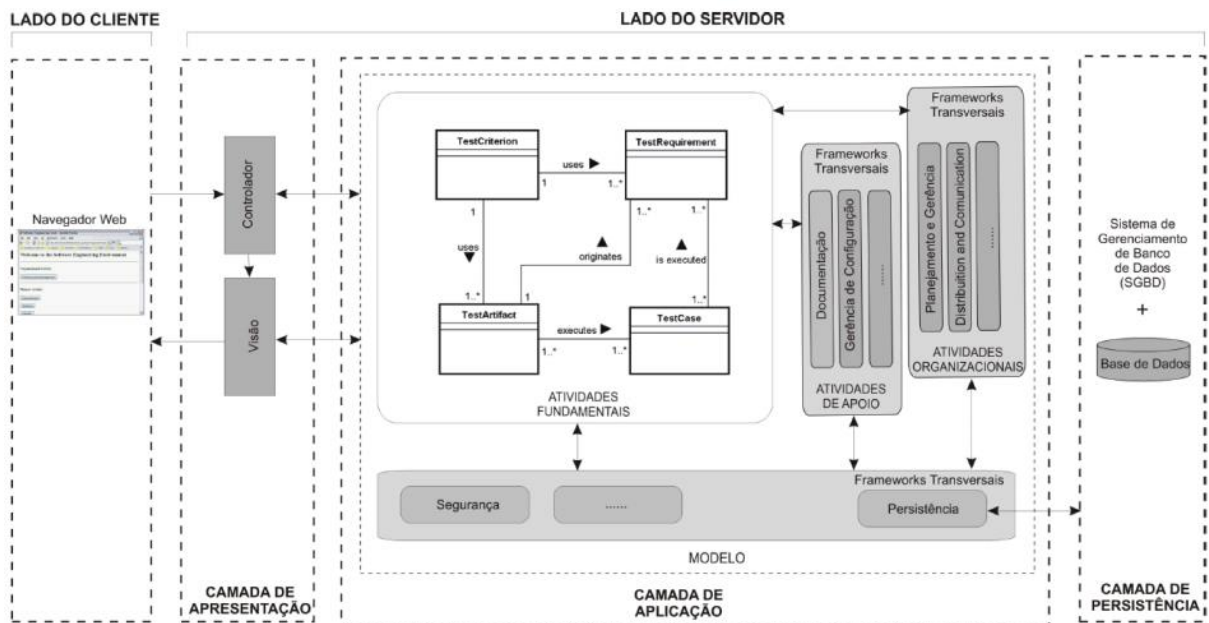 LADO DO CLIENTE
LADO DO SERVIDOR
Navegador Web
Controlador
Visão
CAMADA DE
APRESENTAÇÃO
TestCriterion
TestRequirement
uses
1
1..*
1
1..*
1..*
uses
originates
is executed
1..*
1
1..*
TestArtifact
executes
TestCase
1..*
1..*
ATIVIDADES
FUNDAMENTAIS
Frameworks
Transversais
Documentação
Gerência de Configuração
......
ATIVIDADES
DE APOIO
Frameworks
Transversais
Planejamento e Gerência
Distribuition and Comunication
......
ATIVIDADES
ORGANIZACIONAIS
Frameworks Transversais
Segurança
......
Persistência
MODELO
CAMADA DE
APLICAÇÃO
Sistema de
Gerenciamento
de Banco
de Dados
(SGBD)
+
Base de Dados
CAMADA DE
PERSISTÊNCIA